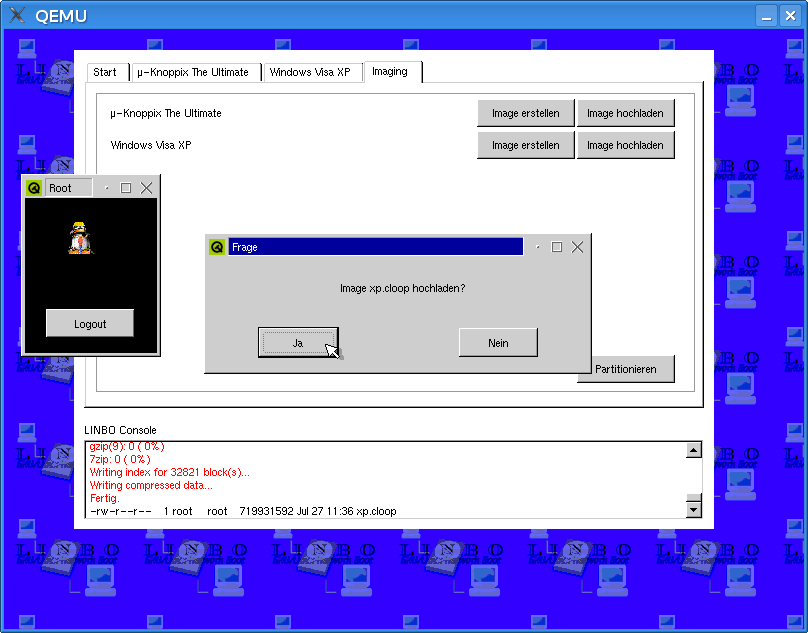 QEMU
Start
μ-Knoppix The Ultimate
Windows Visa XP
Imaging
μ-Knoppix The Ultimate
Image erstellen
Image hochladen
Windows Visa XP
Image erstellen
Image hochladen
Root
Logout
Frage
Image xp.cloop hochladen?
Ja
Nein
Partitionieren
LINBO Console
gzip(9): 0 ( 0%)
7zip: 0 ( 0%)
Writing index for 32821 block(s)...
Writing compressed data...
Fertig.
-rw-r--r-- 1 root root 719931592 Jul 27 11:36 xp.cloop